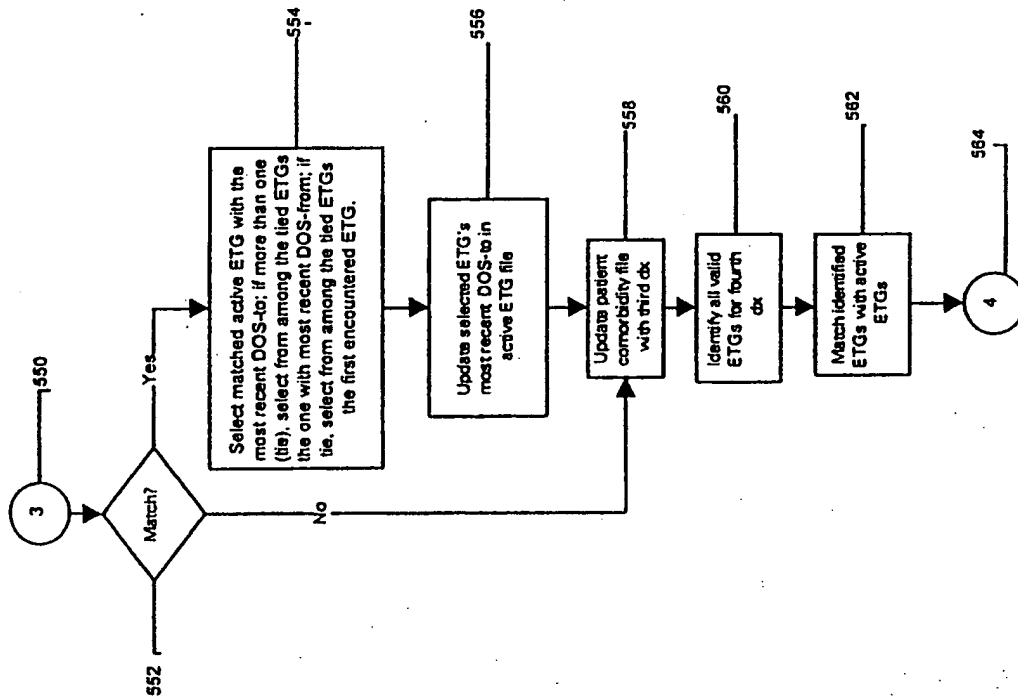 3
550
Match?
552
Yes
No
Select matched active ETG with the
most recent DOS-to; if more than one
(tie), select from among the tied ETGs
the one with most recent DOS-from; if
tie, select from among the tied ETGs
the first encountered ETG.
554
Update selected ETG's
most recent DOS-to in
active ETG file
556
Update patient
comorbidity file
with third dx
558
Identify all valid
ETGs for fourth
dx
560
Match identified
ETGs with active
ETGs
562
4
564